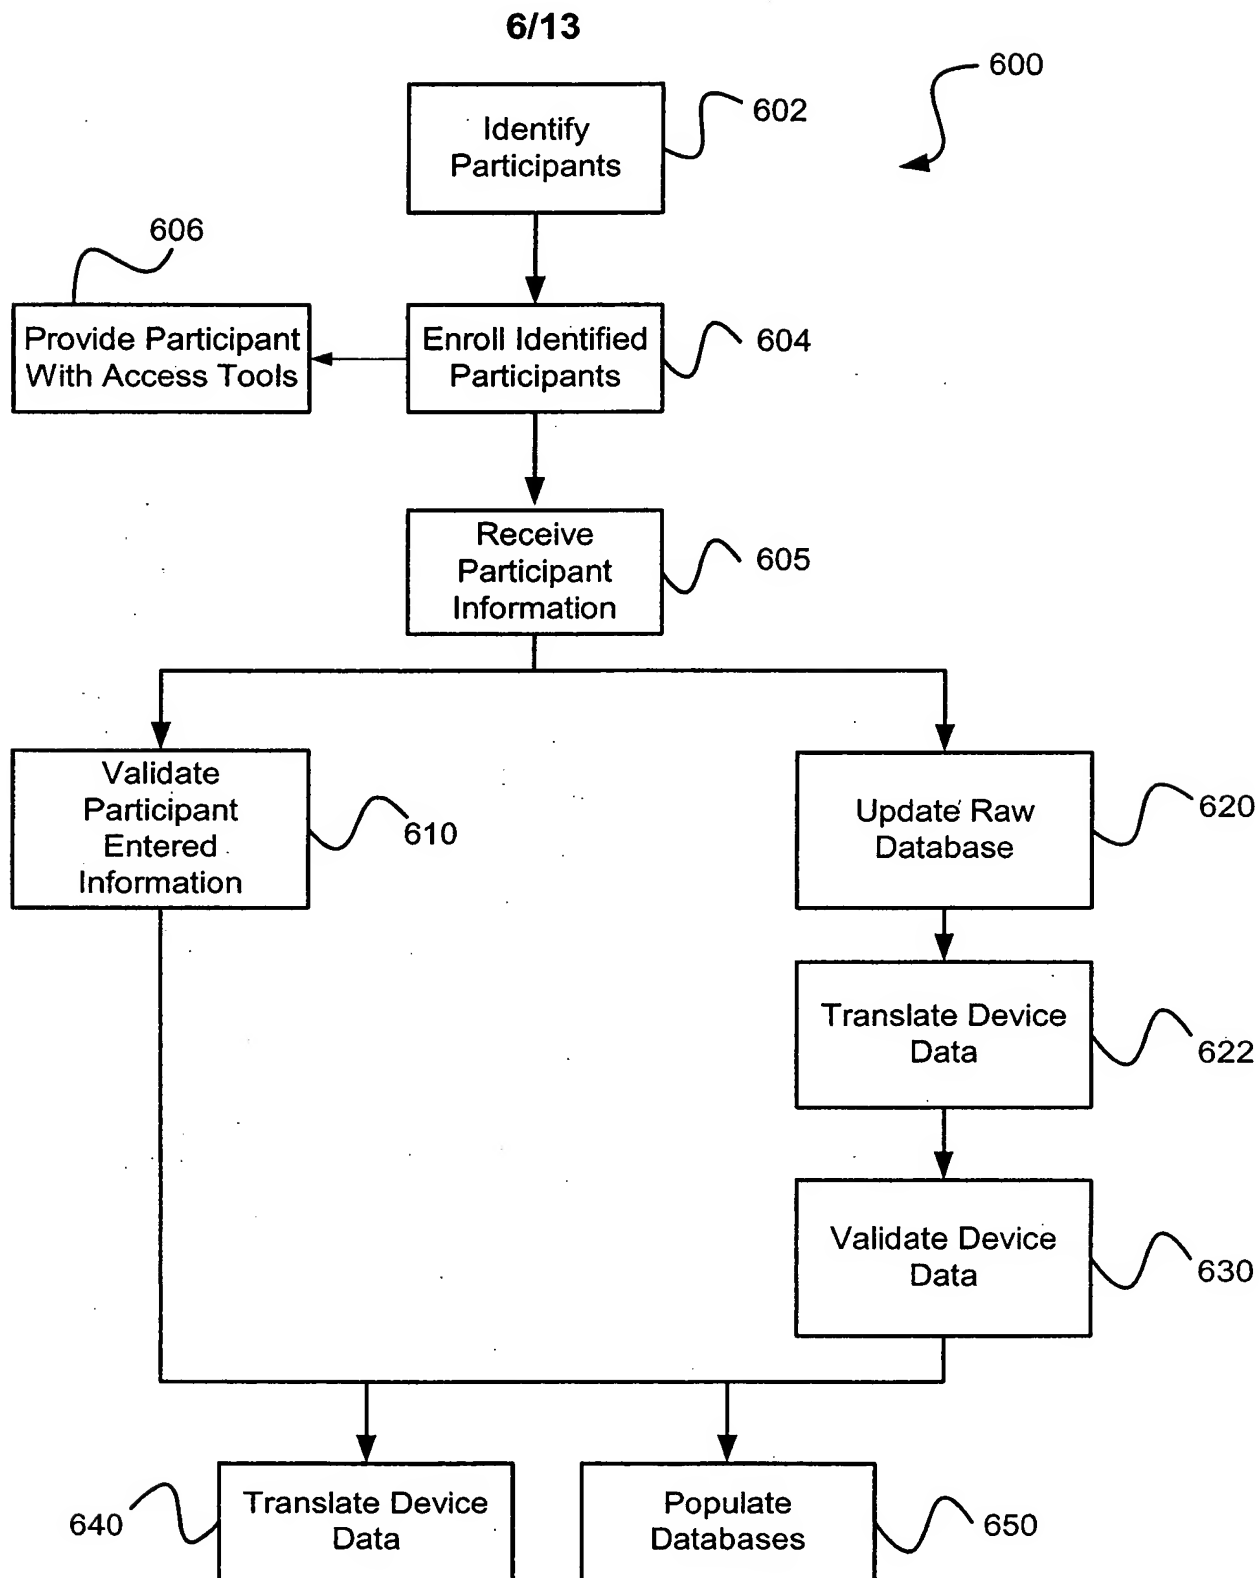 6/13
600
Identify
Participants
602
606
Provide Participant
With Access Tools
Enroll Identified
Participants
604
Receive
Participant
Information
605
Validate
Participant
Entered
Information
610
Update Raw
Database
620
Translate Device
Data
622
Validate Device
Data
630
640
Translate Device
Data
Populate
Databases
650